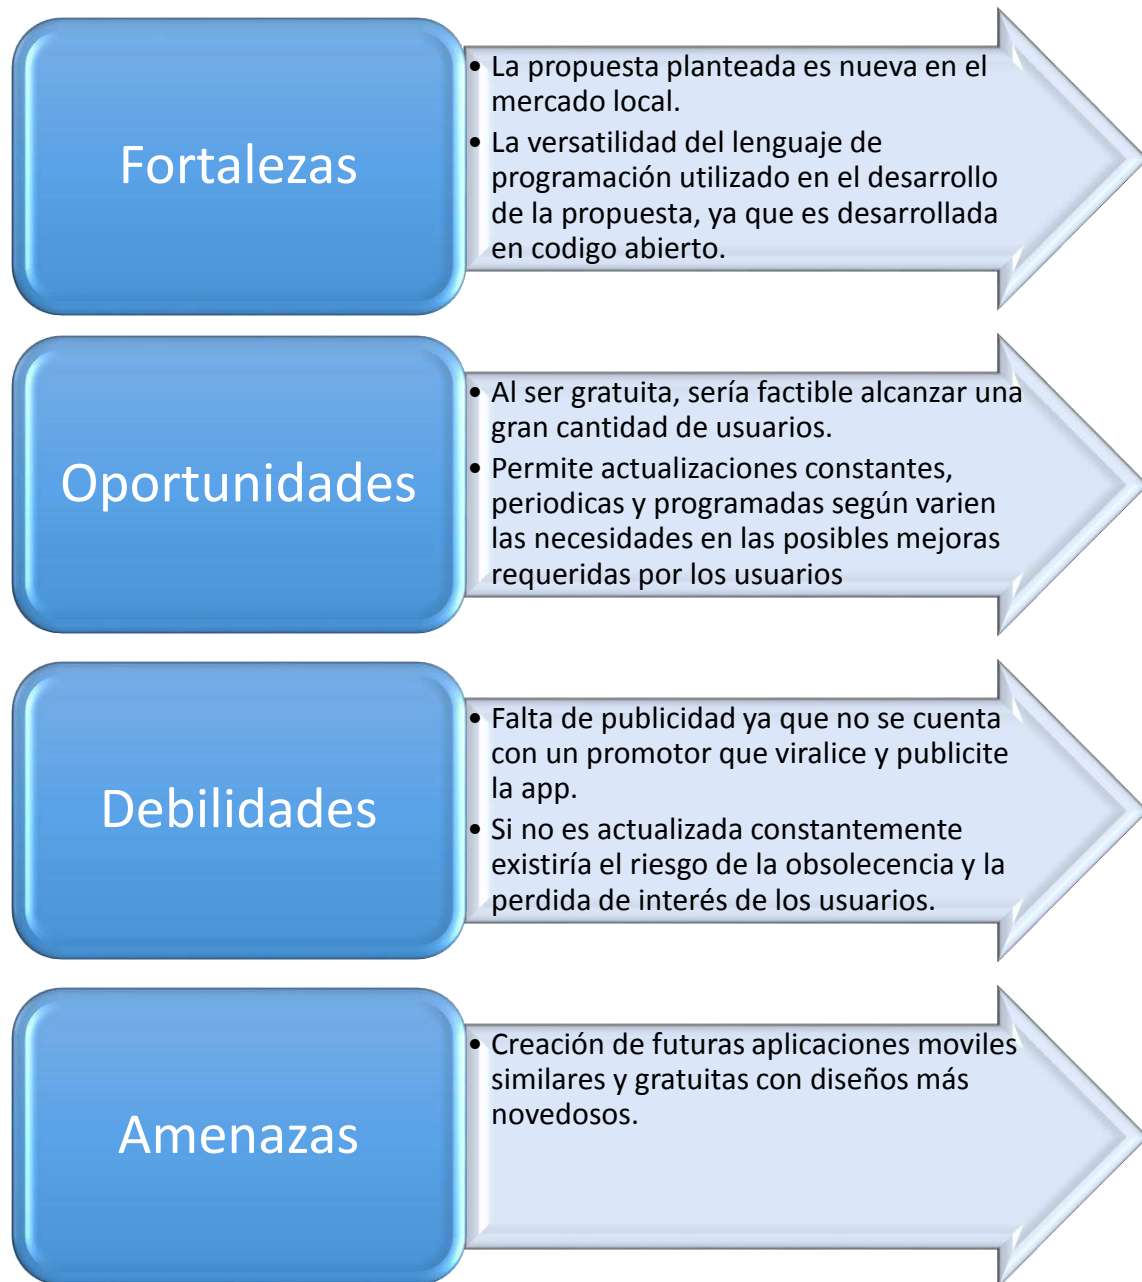 Fortalezas
• La propuesta planteada es nueva en el
mercado local.
• La versatilidad del lenguaje de
programación utilizado en el desarrollo
de la propuesta, ya que es desarrollada
en codigo abierto.
Oportunidades
• Al ser gratuita, sería factible alcanzar una
gran cantidad de usuarios.
• Permite actualizaciones constantes,
periodicas y programadas según varien
las necesidades en las posibles mejoras
requeridas por los usuarios
Debilidades
• Falta de publicidad ya que no se cuenta
con un promotor que viralice y publicite
la app.
• Si no es actualizada constantemente
existiría el riesgo de la obsolecencia y la
perdida de interés de los usuarios.
Amenazas
• Creación de futuras aplicaciones moviles
similares y gratuitas con diseños más
novedosos.